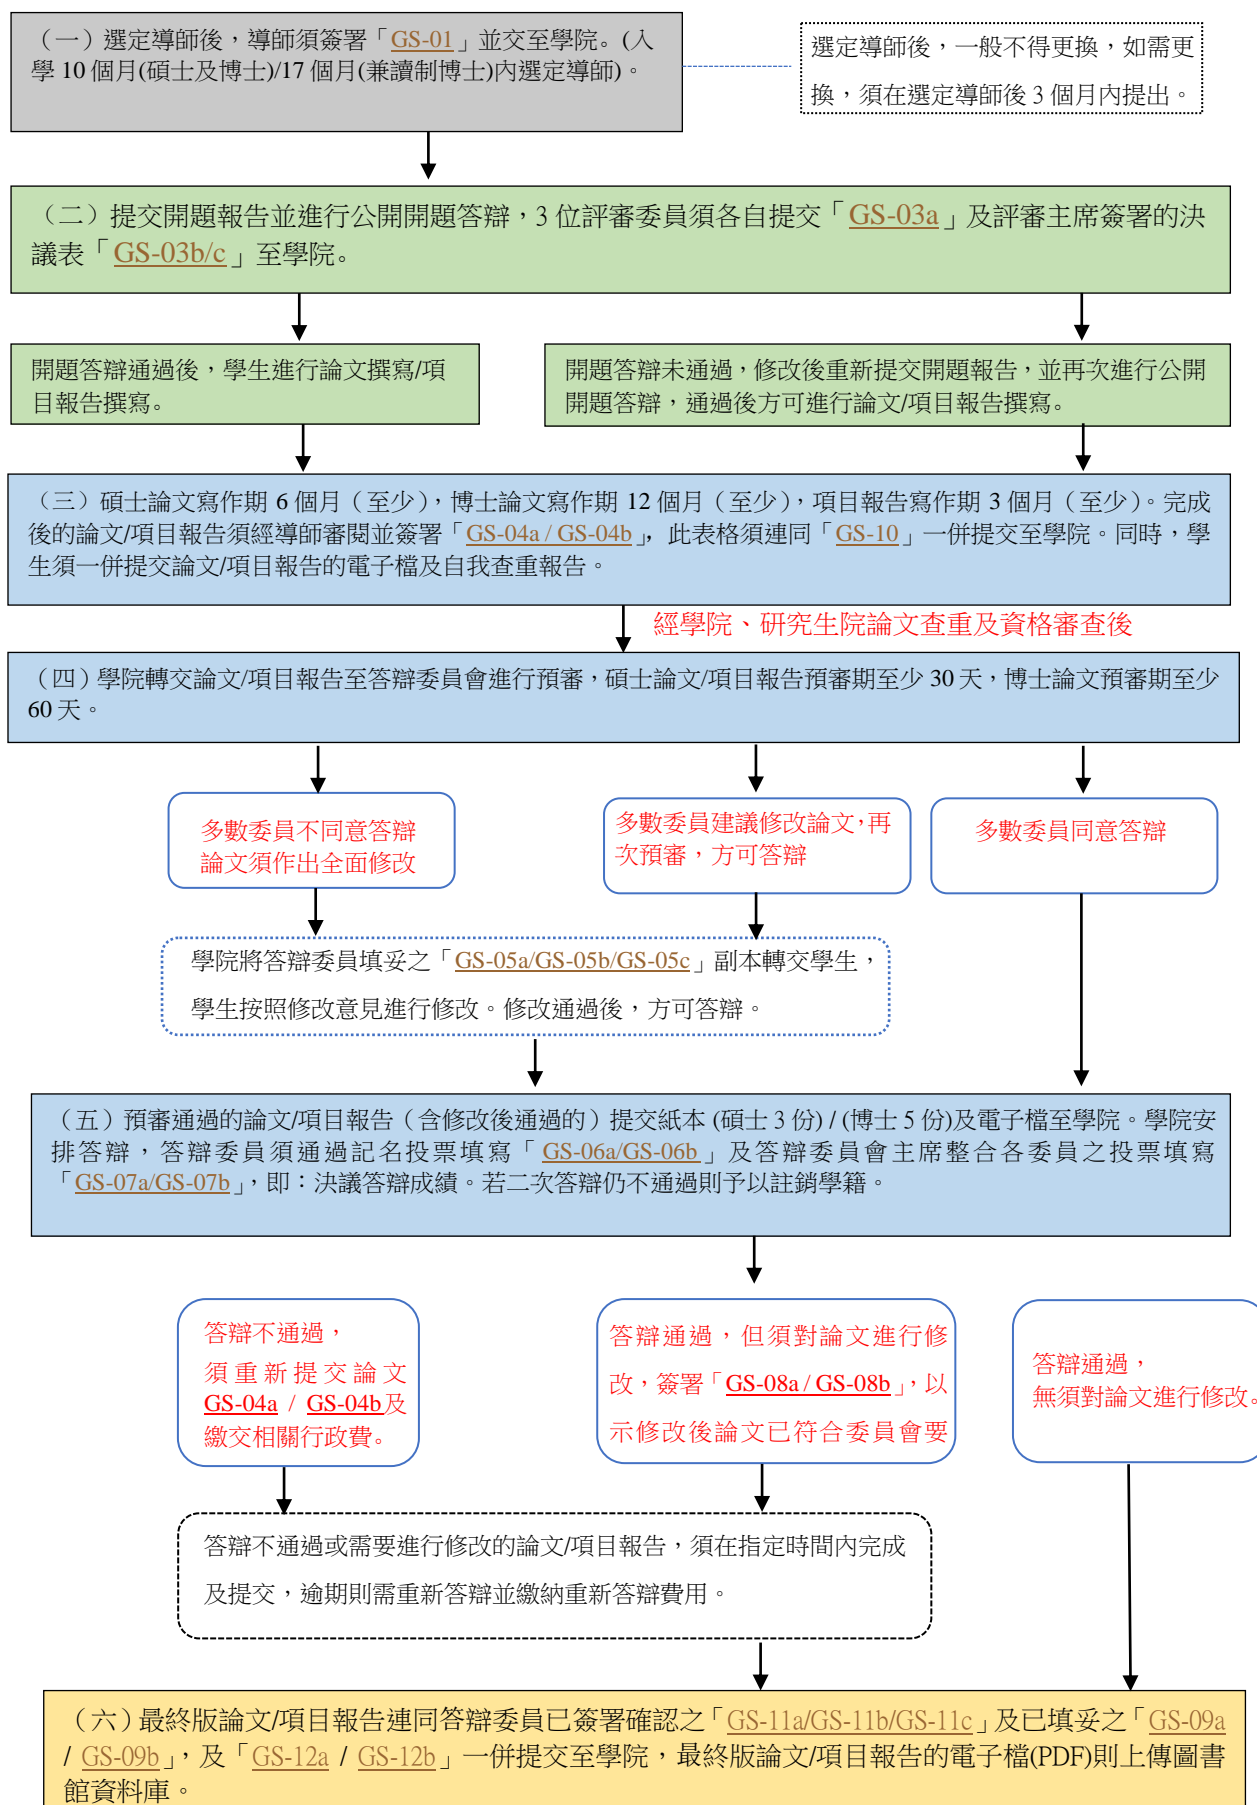 （一）選定導師後，導師須簽署「GS-01」並交至學院。(入
學 10 個月(碩士及博士)/17 個月(兼讀制博士)內選定導師)。
選定導師後，一般不得更換，如需更
換，須在選定導師後 3 個月內提出。
（二）提交開題報告並進行公開開題答辯，3 位評審委員須各自提交「GS-03a」及評審主席簽署的決
議表「GS-03b/c」至學院。
開題答辯通過後，學生進行論文撰寫/項
目報告撰寫。
開題答辯未通過，修改後重新提交開題報告，並再次進行公開
開題答辯，通過後方可進行論文/項目報告撰寫。
（三）碩士論文寫作期 6 個月（至少），博士論文寫作期 12 個月（至少），項目報告寫作期 3 個月（至少）。完成
後的論文/項目報告須經導師審閱並簽署「GS-04a / GS-04b」，此表格須連同「GS-10」一併提交至學院。同時，學
生須一併提交論文/項目報告的電子檔及自我查重報告。
經學院、研究生院論文查重及資格審查後
（四）學院轉交論文/項目報告至答辯委員會進行預審，碩士論文/項目報告預審期至少 30 天，博士論文預審期至少
60 天。
多數委員不同意答辯
論文須作出全面修改
多數委員建議修改論文，再
次預審，方可答辯
多數委員同意答辯
學院將答辯委員填妥之「GS-05a/GS-05b/GS-05c」副本轉交學生，
學生按照修改意見進行修改。修改通過後，方可答辯。
（五）預審通過的論文/項目報告（含修改後通過的）提交紙本 (碩士 3 份) / (博士 5 份)及電子檔至學院。學院安
排答辯，答辯委員須通過記名投票填寫「GS-06a/GS-06b」及答辯委員會主席整合各委員之投票填寫
「GS-07a/GS-07b」，即：決議答辯成績。若二次答辯仍不通過則予以註銷學籍。
答辯不通過，
須重新提交論文
GS-04a / GS-04b及
繳交相關行政費。
答辯通過，但須對論文進行修
改，簽署「GS-08a / GS-08b」，以
示修改後論文已符合委員會要
答辯通過，
無須對論文進行修改。
答辯不通過或需要進行修改的論文/項目報告，須在指定時間內完成
及提交，逾期則需重新答辯並繳納重新答辯費用。
（六）最終版論文/項目報告連同答辯委員已簽署確認之「GS-11a/GS-11b/GS-11c」及已填妥之「GS-09a
/ GS-09b」，及「GS-12a / GS-12b」一併提交至學院，最終版論文/項目報告的電子檔(PDF)則上傳圖書
館資料庫。